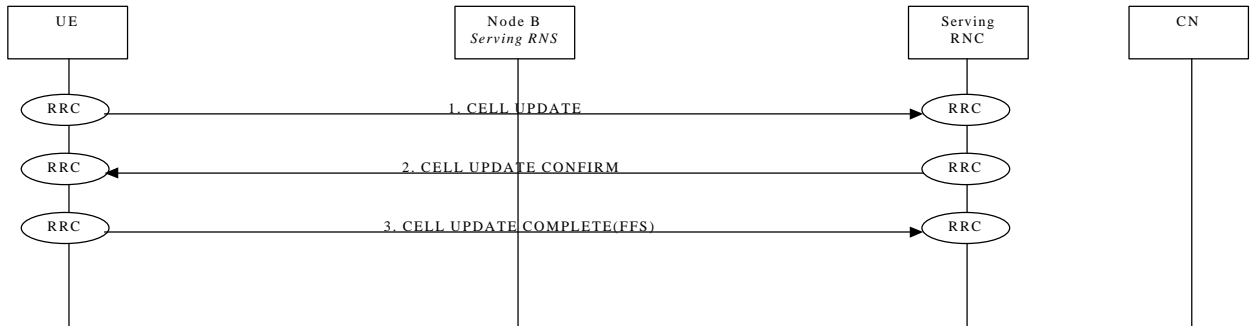 UE
Node B
Serving RNS
Serving
RNC
CN
RRC
1. CELL UPDATE
RRC
RRC
2. CELL UPDATE CONFIRM
RRC
RRC
3. CELL UPDATE COMPLETE(FFS)
RRC